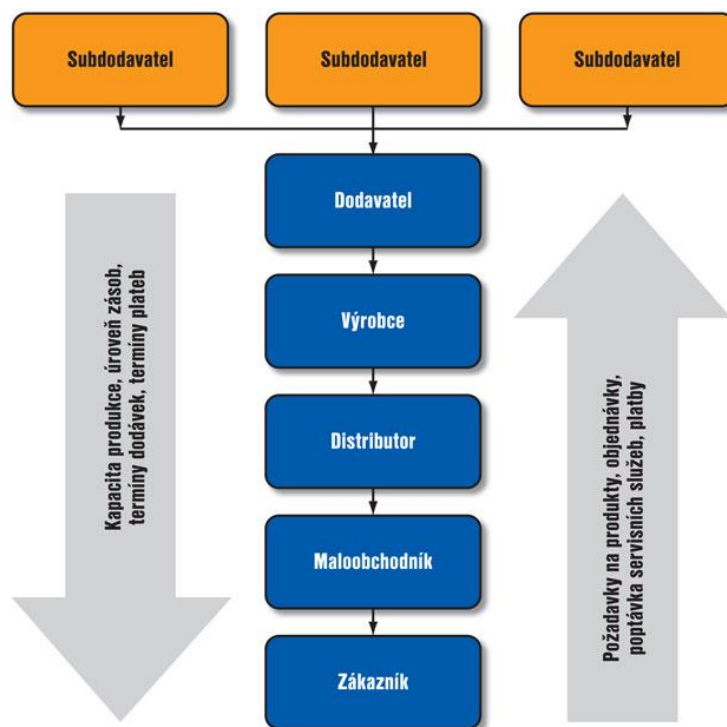 Subdodavatel
Subdodavatel
Subdodavatel
Dodavatel
Kapacita produkce, úroveň zásob,
termíny dodávek, termíny plateb
Výrobce
Distributor
Maloobchodník
Zákazník
Požadavky na produkty, objednávky,
poptávka servisních služeb, platby